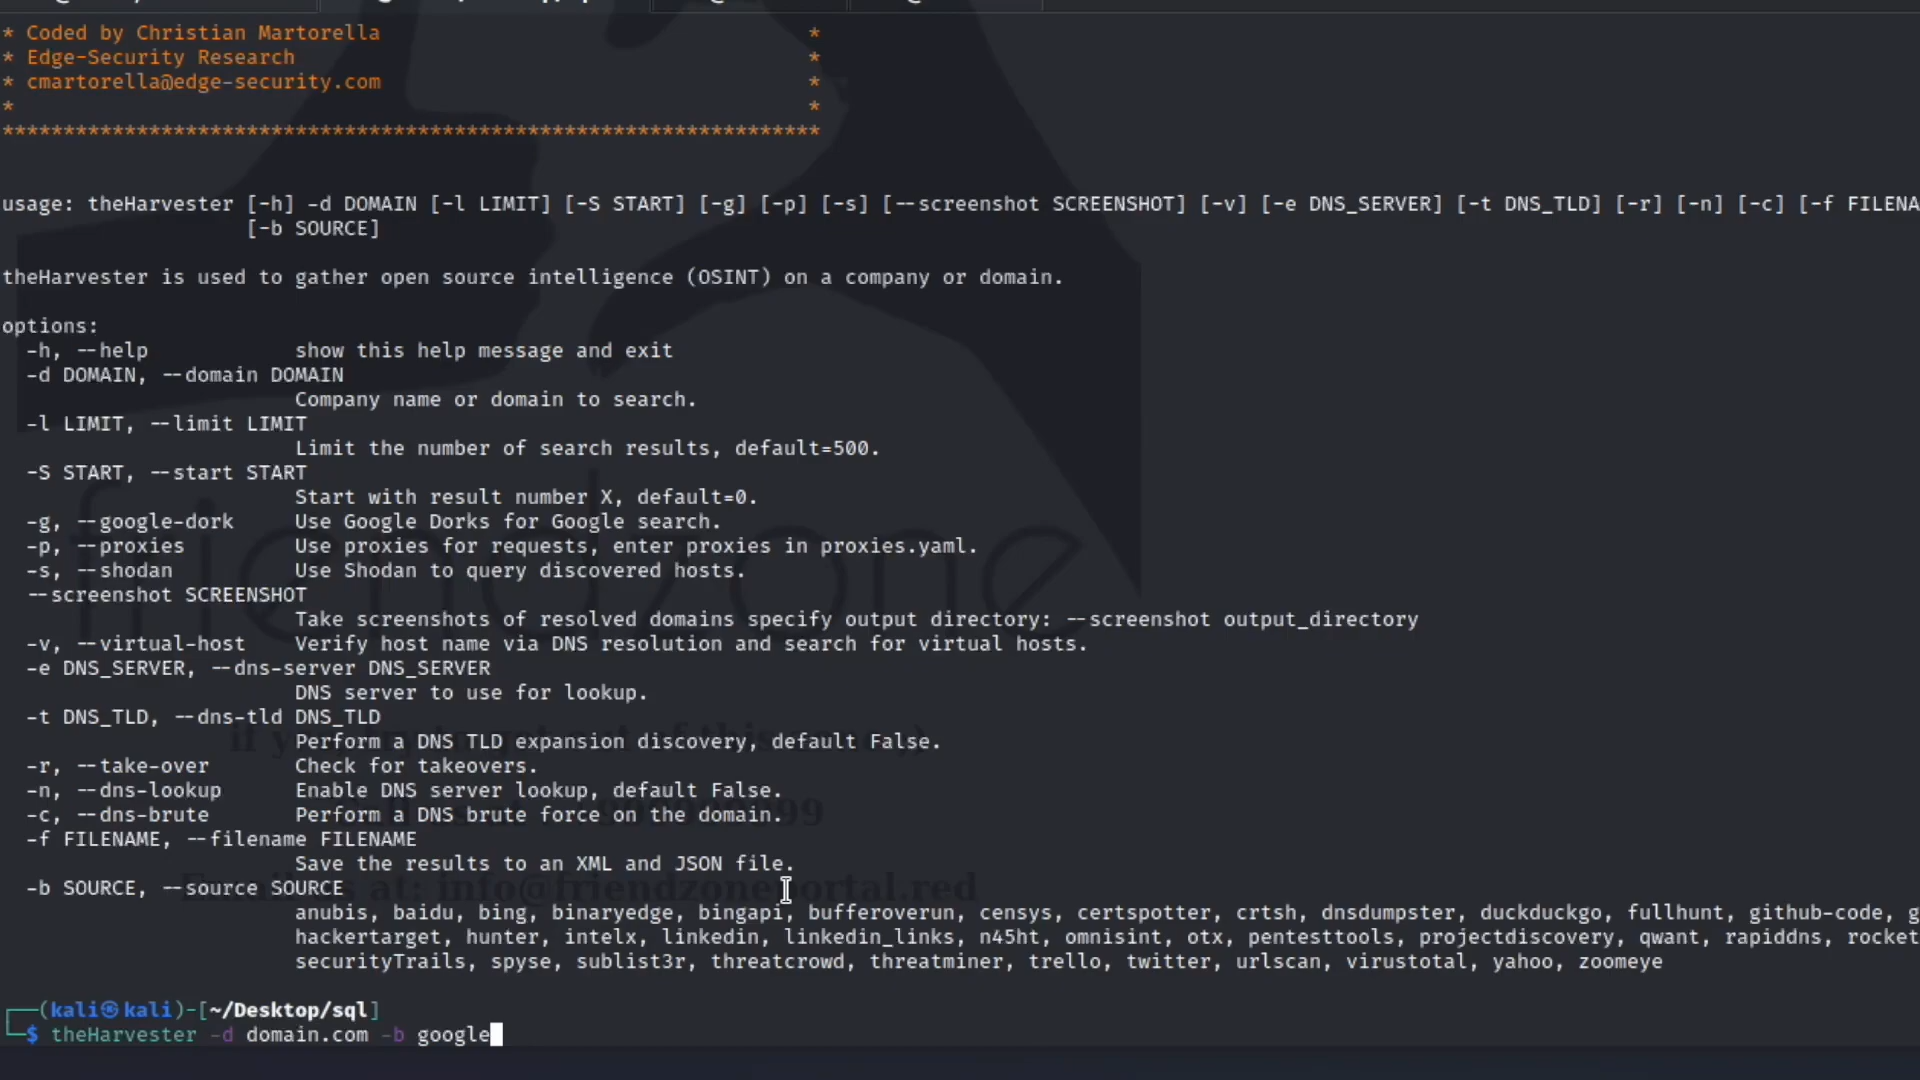 * Coded by Christian Martorella *
* Edge-Security Research *
* cmartorella@edge-security.com *
* *
*******************************************************************
usage: theHarvester [-h] -d DOMAIN [-l LIMIT] [-S START] [-g] [-p] [-s] [--screenshot SCREENSHOT] [-v] [-e DNS_SERVER] [-t DNS_TLD] [-r] [-n] [-c] [-f FILENA
[-b SOURCE]
theHarvester is used to gather open source intelligence (OSINT) on a company or domain.
options:
-h, --help show this help message and exit
-d DOMAIN, --domain DOMAIN
Company name or domain to search.
-l LIMIT, --limit LIMIT
Limit the number of search results, default=500.
-S START, --start START
Start with result number X, default=0.
-g, --google-dork Use Google Dorks for Google search.
-p, --proxies Use proxies for requests, enter proxies in proxies.yaml.
-s, --shodan Use Shodan to query discovered hosts.
--screenshot SCREENSHOT
Take screenshots of resolved domains specify output directory: --screenshot output_directory
-v, --virtual-host Verify host name via DNS resolution and search for virtual hosts.
-e DNS_SERVER, --dns-server DNS_SERVER
DNS server to use for lookup.
-t DNS_TLD, --dns-tld DNS_TLD
Perform a DNS TLD expansion discovery, default False.
-r, --take-over Check for takeovers.
-n, --dns-lookup Enable DNS server lookup, default False.
-c, --dns-brute Perform a DNS brute force on the domain.
-f FILENAME, --filename FILENAME
Save the results to an XML and JSON file.
-b SOURCE, --source SOURCE
anubis, baidu, bing, binaryedge, bingapi, bufferoverun, censys, certspotter, crtsh, dnsdumpster, duckduckgo, fullhunt, github-code, g
hackertarget, hunter, intelx, linkedin, linkedin_links, n45ht, omnisint, otx, pentesttools, projectdiscovery, qwant, rapiddns, rocket
securityTrails, spyse, sublist3r, threatcrowd, threatminer, trello, twitter, urlscan, virustotal, yahoo, zoomeye
(kali㉿kali)-[~/Desktop/sql]
$ theHarvester -d domain.com -b google
friendzone